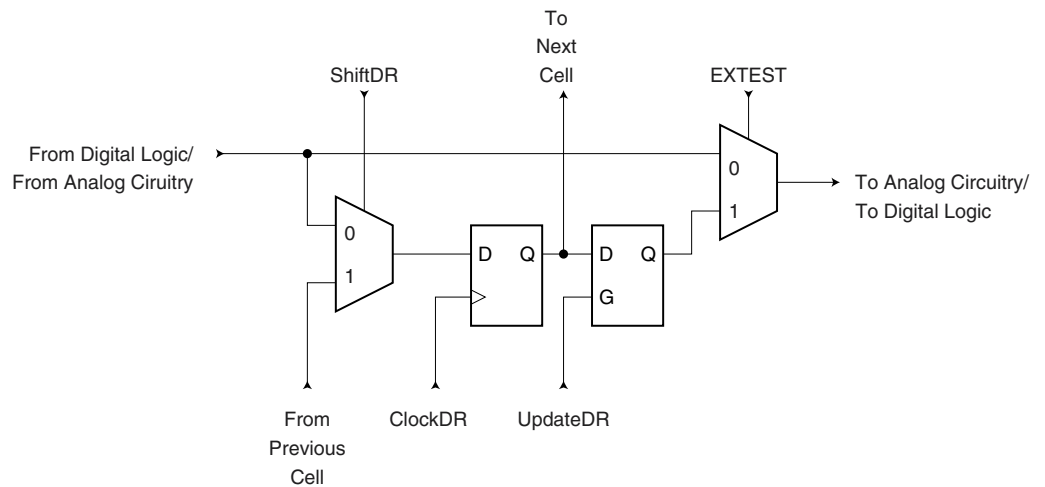 To
Next
Cell
ShiftDR
EXTEST
From Digital Logic/
From Analog Ciruitry
0
1
D Q
D Q
G
0
1
To Analog Circuitry/
To Digital Logic
From
Previous
Cell
ClockDR
UpdateDR